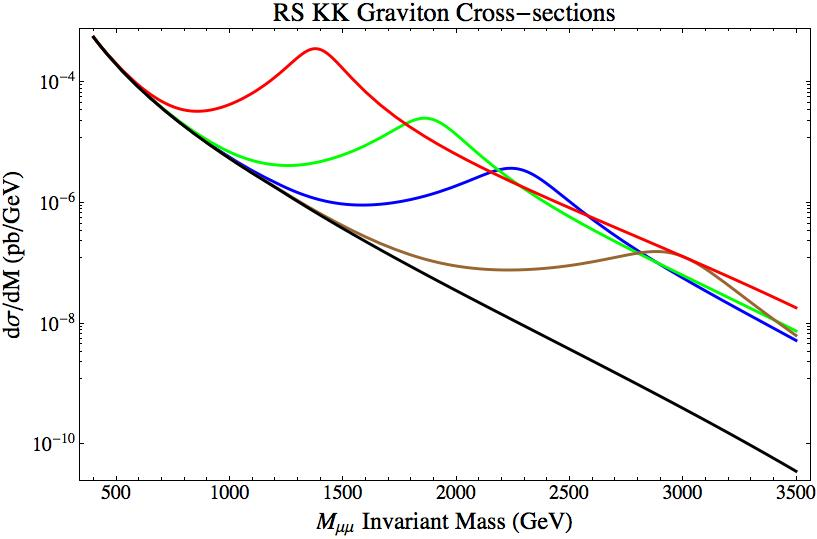 RS KK Graviton Cross−sections
dσ/dM (pb/GeV)
10⁻⁴
10⁻⁶
10⁻⁸
10⁻¹⁰
500 1000 1500 2000 2500 3000 3500
Mμμ Invariant Mass (GeV)